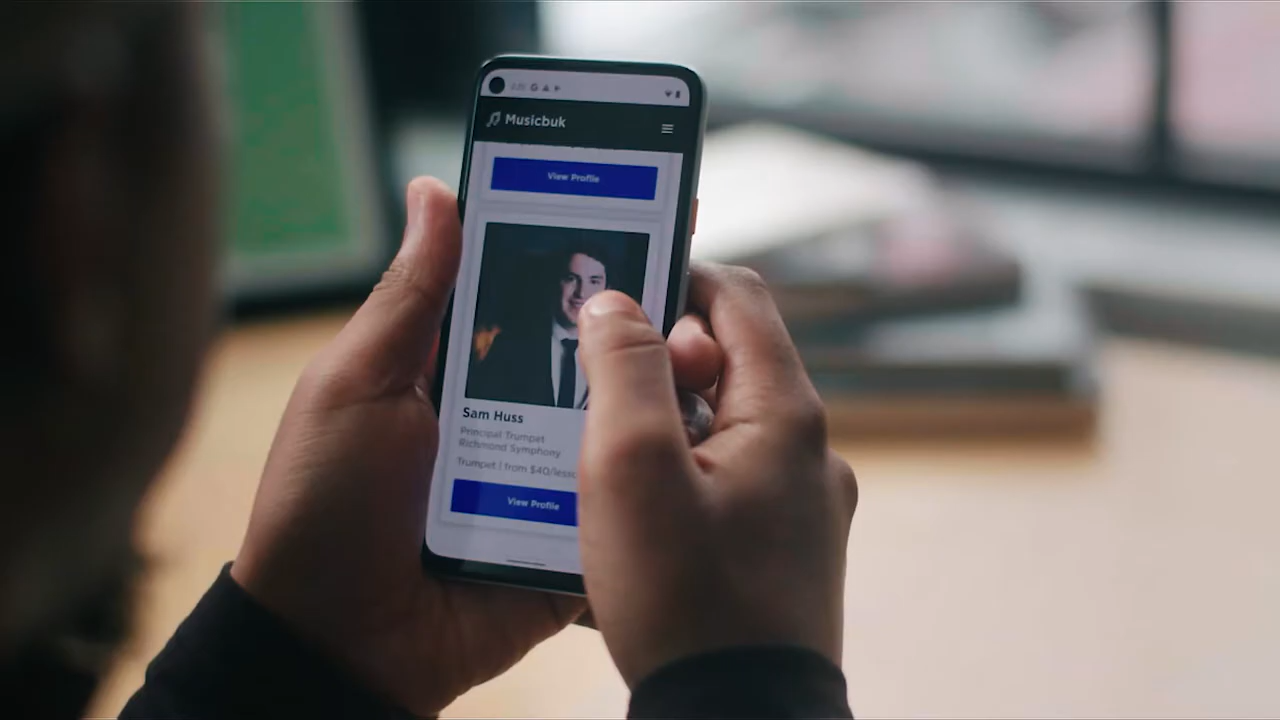 Musicbuk
View Profile
Sam Huss
Principal Trumpet
Richmond Symphony
Trumpet | from $40/lesso
View Profile